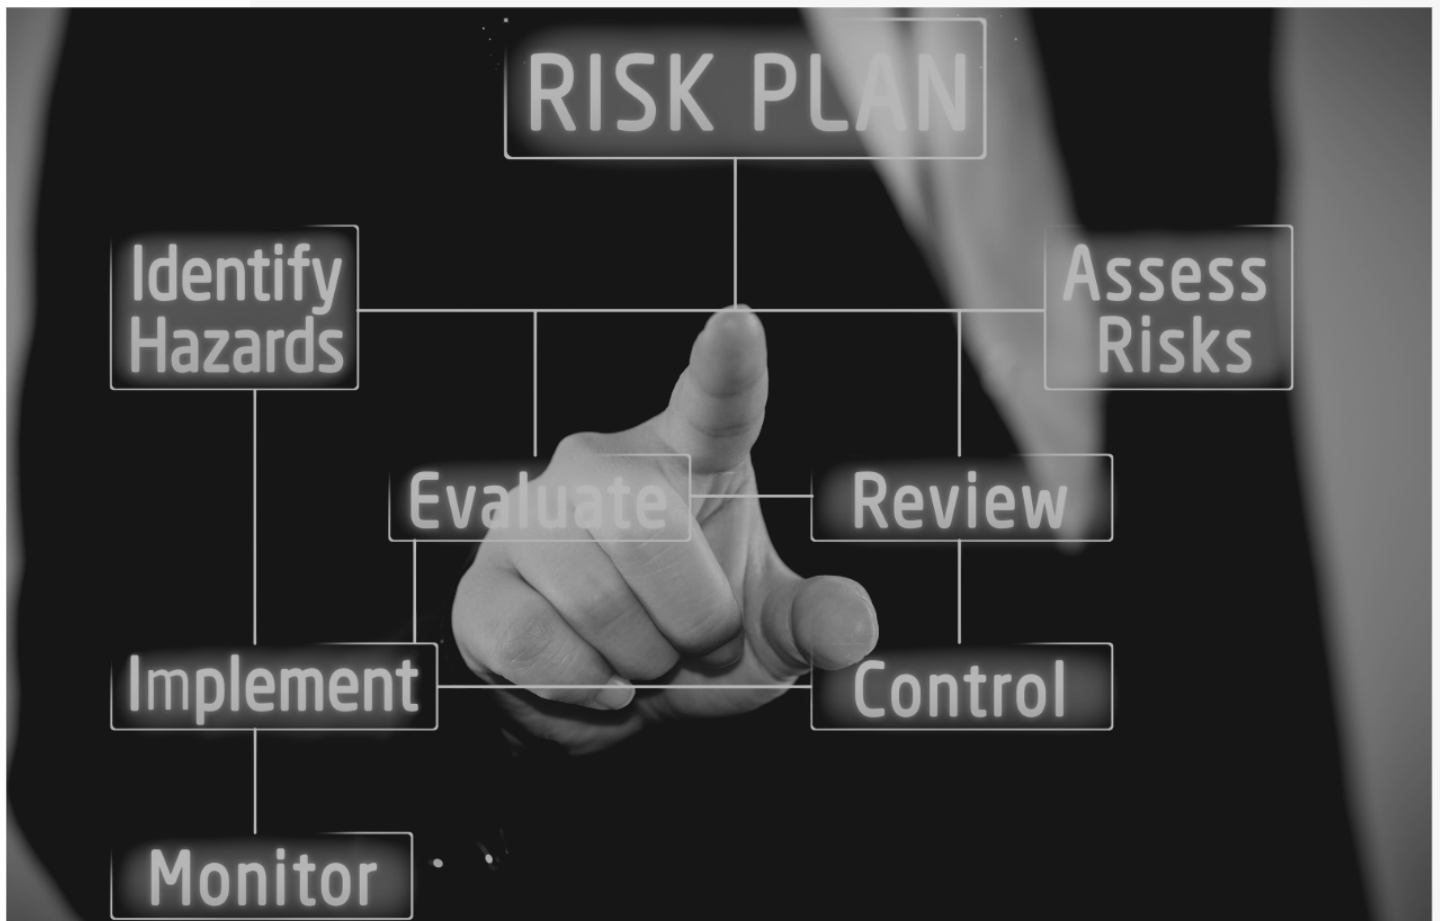 RISK PLAN
Identify
Hazards
Assess
Risks
Evaluate
Review
Implement
Control
Monitor